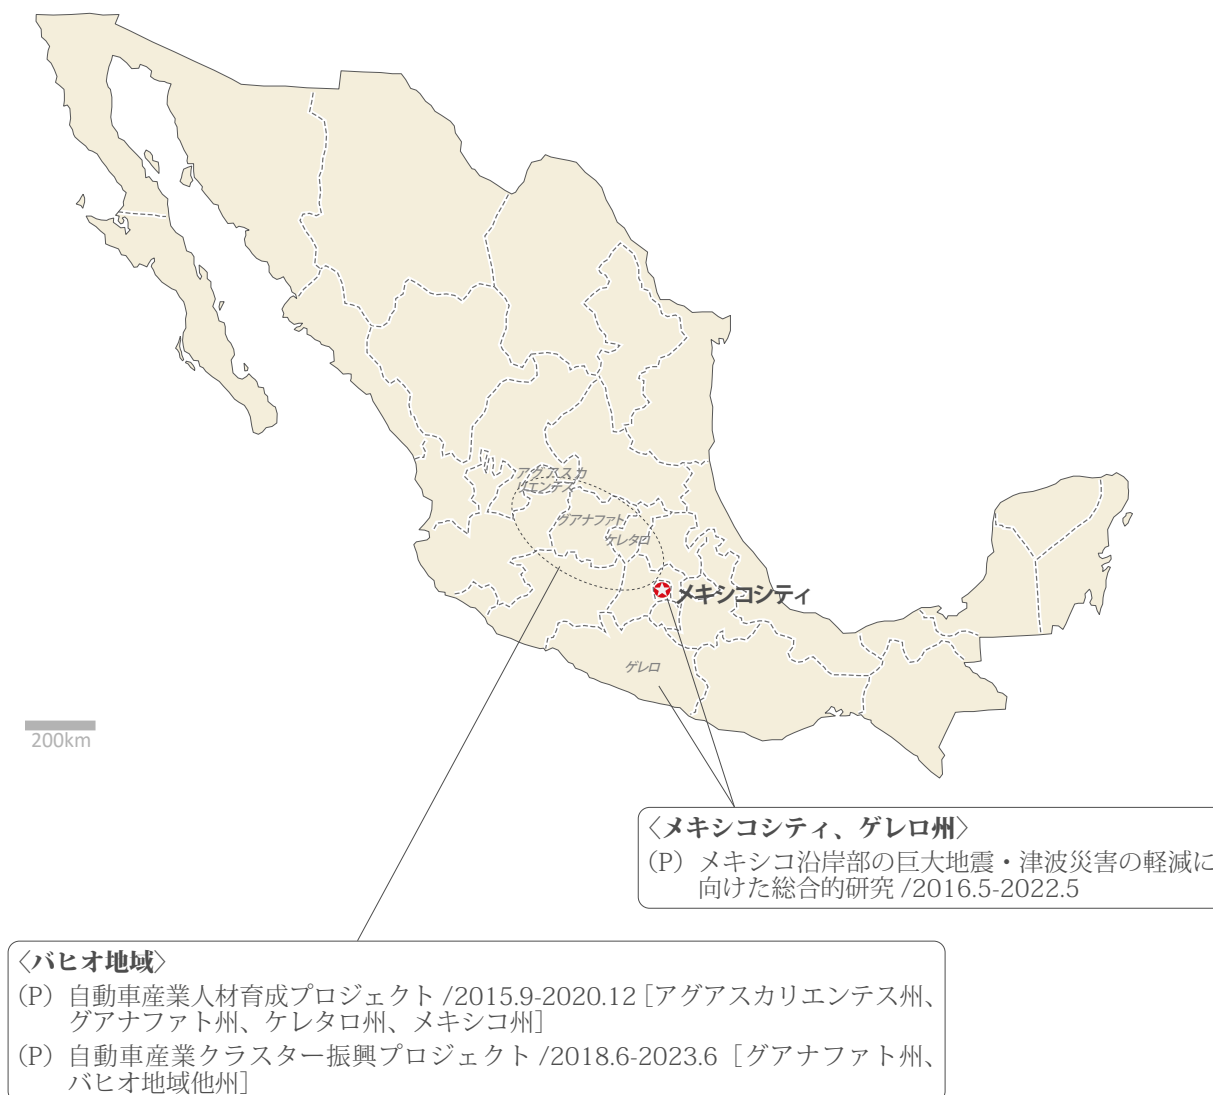 アグアスカ
リエンテス
グアナファト
ケレタロ
メキシコシティ
ゲレロ
200km
〈メキシコシティ、ゲレロ州〉
（P）メキシコ沿岸部の巨大地震・津波災害の軽減に
向けた総合的研究 /2016.5-2022.5
〈バヒオ地域〉
（P）自動車産業人材育成プロジェクト /2015.9-2020.12［アグアスカリエンテス州、
グアナファト州、ケレタロ州、メキシコ州］
（P）自動車産業クラスター振興プロジェクト /2018.6-2023.6［グアナファト州、
バヒオ地域他州］